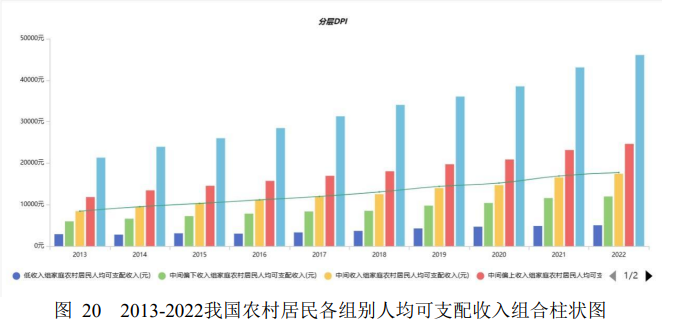 分层DPI
50000元
40000元
30000元
20000元
10000元
0元
2013 2014 2015 2016 2017 2018 2019 2020 2021 2022
低收入组家庭农村居民人均可支配收入(元) 中间偏下收入组家庭农村居民人均可支配收入(元) 中间收入组家庭农村居民人均可支配收入(元) 中间偏上收入组家庭农村居民人均可支 1/2
图 20 2013-2022我国农村居民各组别人均可支配收入组合柱状图